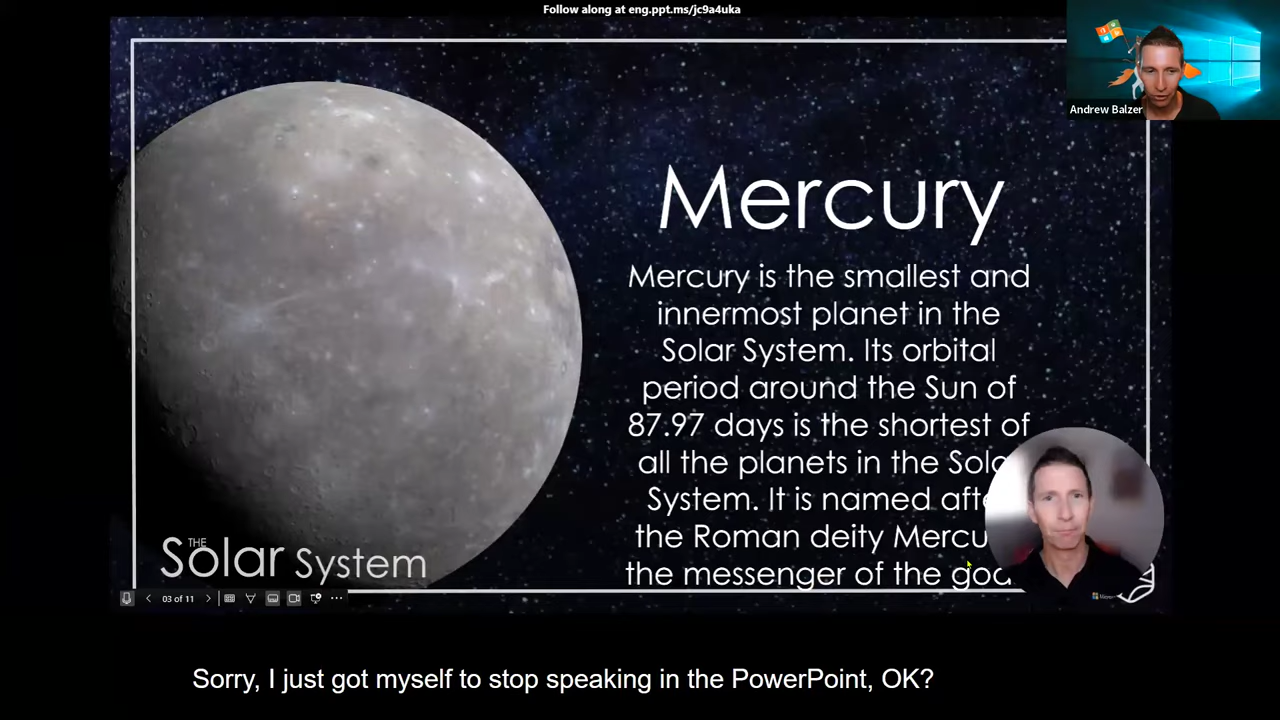 Follow along at eng.ppt.ms/jc9a4uka
Andrew Balzer
Mercury
Mercury is the smallest and
innermost planet in the
Solar System. Its orbital
period around the Sun of
87.97 days is the shortest of
all the planets in the Sola
System. It is named aft
the Roman deity Mercu
the messenger of the god
THE
Solar System
03 of 11
Sorry, I just got myself to stop speaking in the PowerPoint, OK?